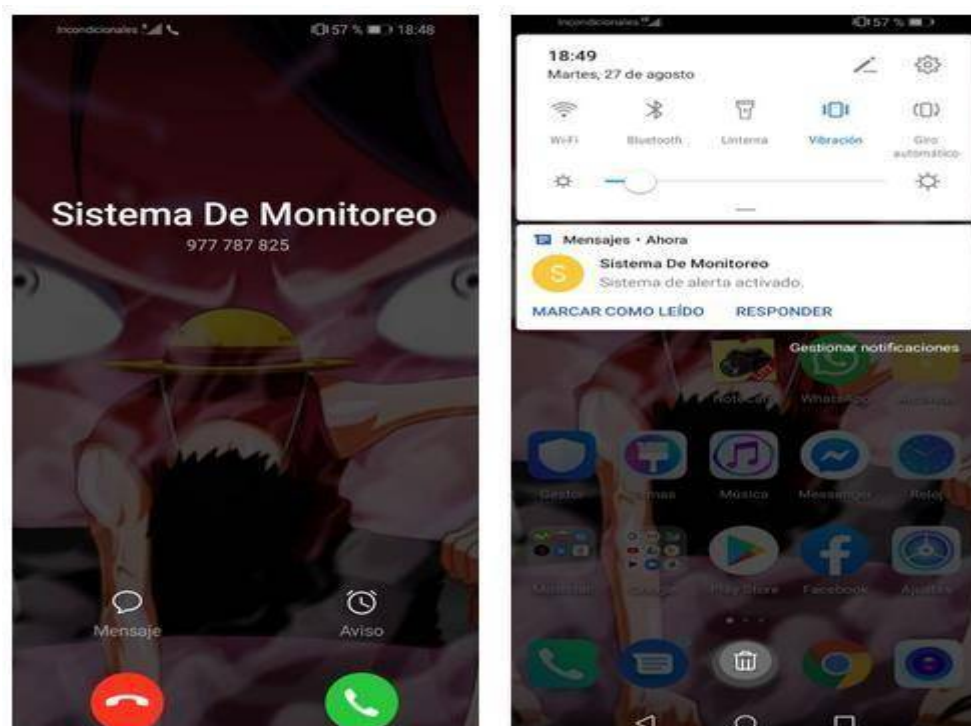 Incondicionales
57 % 18:48
Sistema De Monitoreo
977 787 825
Mensaje
Aviso
Incondicionales
57 %
18:49
Martes, 27 de agosto
Wi-Fi
Bluetooth
Linterna
Vibración
Giro
automático
Mensajes • Ahora
Sistema De Monitoreo
Sistema de alerta activado.
MARCAR COMO LEÍDO RESPONDER
Gestionar notificaciones
WhatsApp
Gestor
Música
Messenger
Reloj
Movistar
Google
Play Store
Facebook
Ajustes